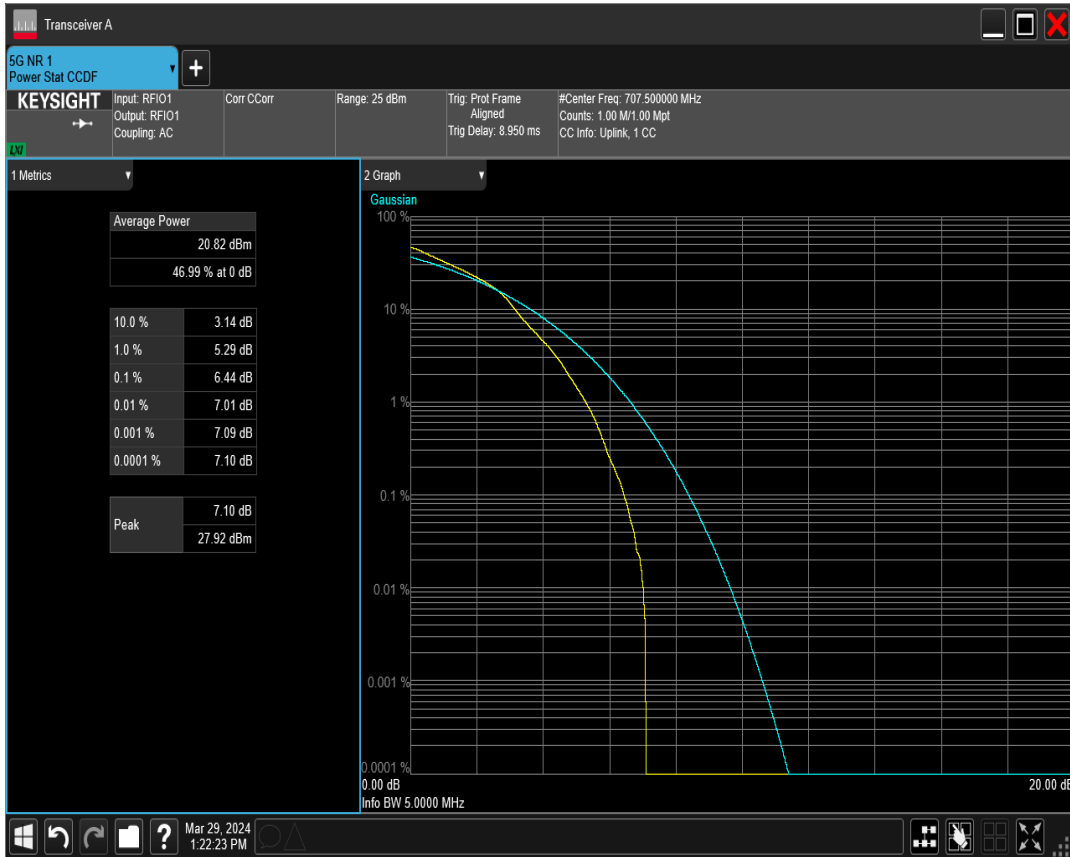 Transceiver A
5G NR 1
Power Stat CCDF
KEYSIGHT
LXI
Input: RFIO1
Output: RFIO1
Coupling: AC
Corr CCorr
Range: 25 dBm
Trig: Prot Frame
Aligned
Trig Delay: 8.950 ms
#Center Freq: 707.500000 MHz
Counts: 1.00 M/1.00 Mpt
CC Info: Uplink, 1 CC
1 Metrics
Average Power
20.82 dBm
46.99 % at 0 dB
10.0 % 3.14 dB
1.0 % 5.29 dB
0.1 % 6.44 dB
0.01 % 7.01 dB
0.001 % 7.09 dB
0.0001 % 7.10 dB
Peak
7.10 dB
27.92 dBm
2 Graph
Gaussian
100 %
10 %
1 %
0.1 %
0.01 %
0.001 %
0.0001 %
0.00 dB 20.00 dB
Info BW 5.0000 MHz
?
Mar 29, 2024
1:22:23 PM